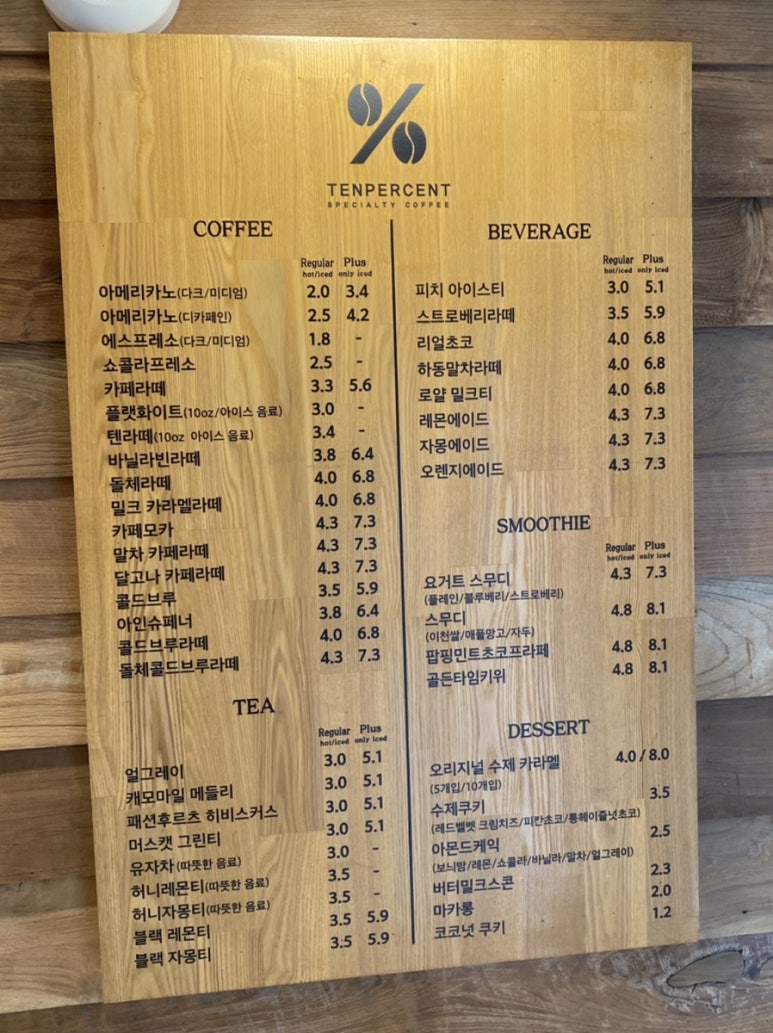 TENPERCENT
SPECIALTY COFFEE
COFFEE
Regular Plus
hot/iced only iced
아메리카노(다크/미디엄) 2.0 3.4
아메리카노(디카페인) 2.5 4.2
에스프레소(다크/미디엄) 1.8 -
쇼콜라프레소 2.5 -
카페라떼 3.3 5.6
플랫화이트(10oz/아이스 음료) 3.0 -
텐라떼(10oz 아이스 음료) 3.4 -
바닐라빈라떼 3.8 6.4
돌체라떼 4.0 6.8
밀크 카라멜라떼 4.0 6.8
카페모카 4.3 7.3
말차 카페라떼 4.3 7.3
달고나 카페라떼 4.3 7.3
콜드브루 3.5 5.9
아인슈페너 3.8 6.4
콜드브루라떼 4.0 6.8
돌체콜드브루라떼 4.3 7.3
TEA
Regular Plus
hot/iced only iced
얼그레이 3.0 5.1
캐모마일 메들리 3.0 5.1
패션후르츠 히비스커스 3.0 5.1
머스캣 그린티 3.0 5.1
유자차 (따뜻한 음료) 3.0 -
허니레몬티(따뜻한 음료) 3.5 -
허니자몽티(따뜻한 음료) 3.5 -
블랙 레몬티 3.5 5.9
블랙 자몽티 3.5 5.9
BEVERAGE
Regular Plus
hot/iced only iced
피치 아이스티 3.0 5.1
스트로베리라떼 3.5 5.9
리얼초코 4.0 6.8
하동말차라떼 4.0 6.8
로얄 밀크티 4.0 6.8
레몬에이드 4.3 7.3
자몽에이드 4.3 7.3
오렌지에이드 4.3 7.3
SMOOTHIE
Regular Plus
hot/iced only iced
요거트 스무디 4.3 7.3
(플레인/블루베리/스트로베리)
스무디 4.8 8.1
(이천쌀/애플망고/자두)
팝핑민트초코프라페 4.8 8.1
골든타임키위 4.8 8.1
DESSERT
오리지널 수제 카라멜 4.0 / 8.0
(5개입/10개입)
수제쿠키 3.5
(레드벨벳 크림치즈/피칸초코/통헤이즐넛초코)
아몬드케익 2.5
(보늬밤/레몬/쇼콜라/바닐라/말차/얼그레이)
버터밀크스콘 2.3
마카롱 2.0
코코넛 쿠키 1.2